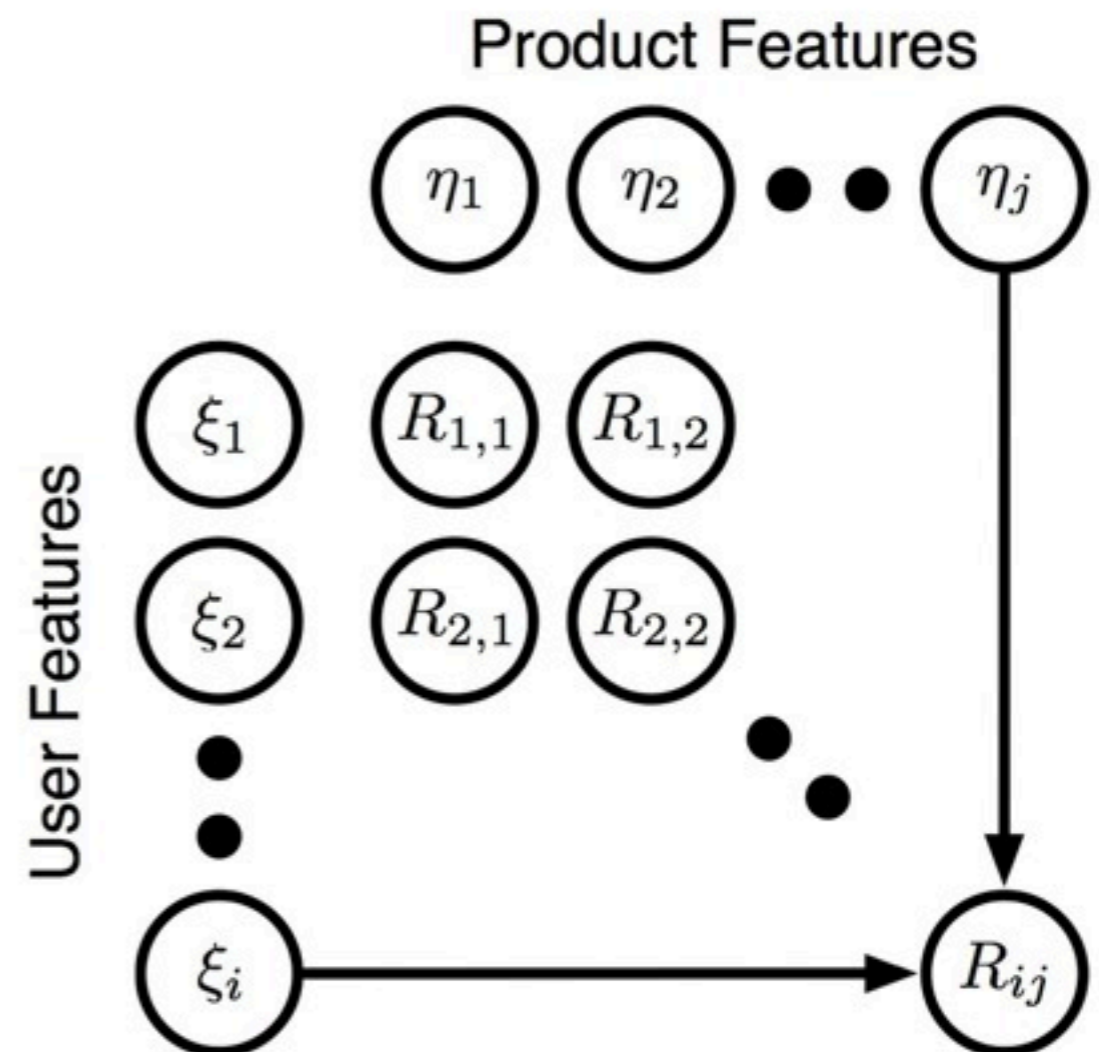 Product Features
η1 η2 ηj
ξ1 R1,1 R1,2
ξ2 R2,1 R2,2
User Features
ξi Rij